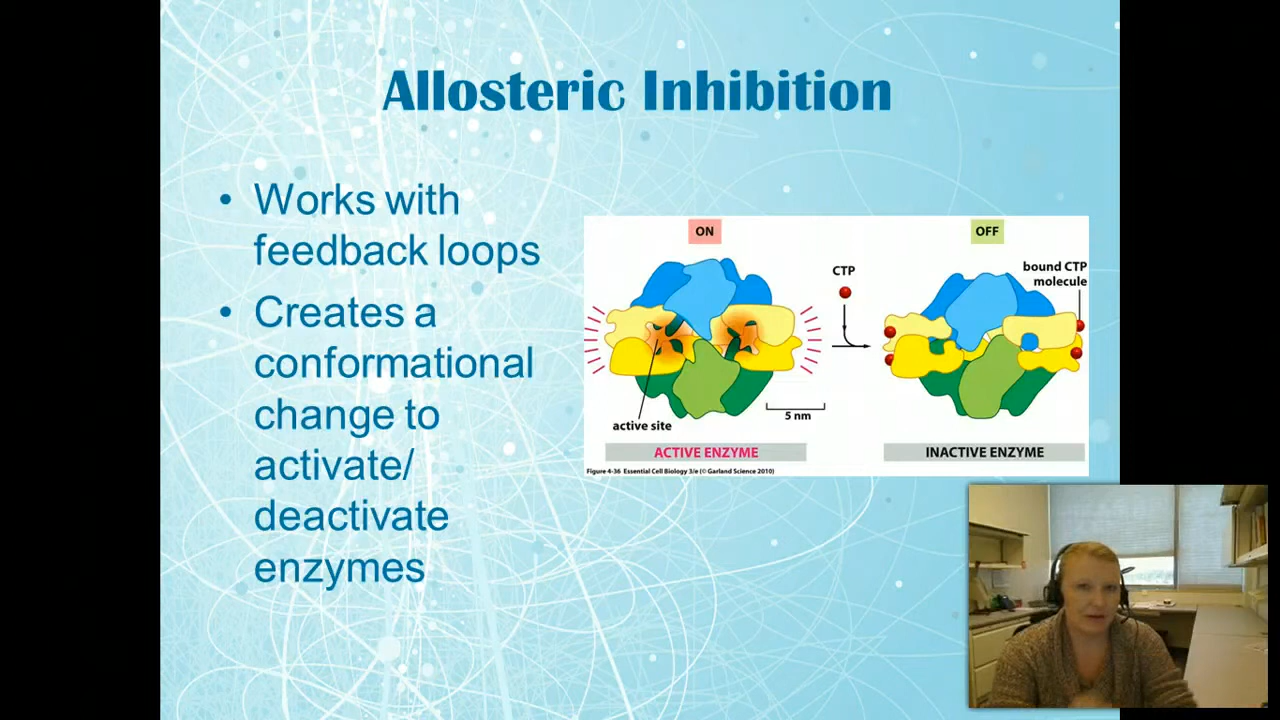 Allosteric Inhibition
• Works with
feedback loops
• Creates a
conformational
change to
activate/
deactivate
enzymes
ON
OFF
CTP
bound CTP
molecule
active site
5 nm
ACTIVE ENZYME
INACTIVE ENZYME
Figure 4-36 Essential Cell Biology 3/e (© Garland Science 2010)